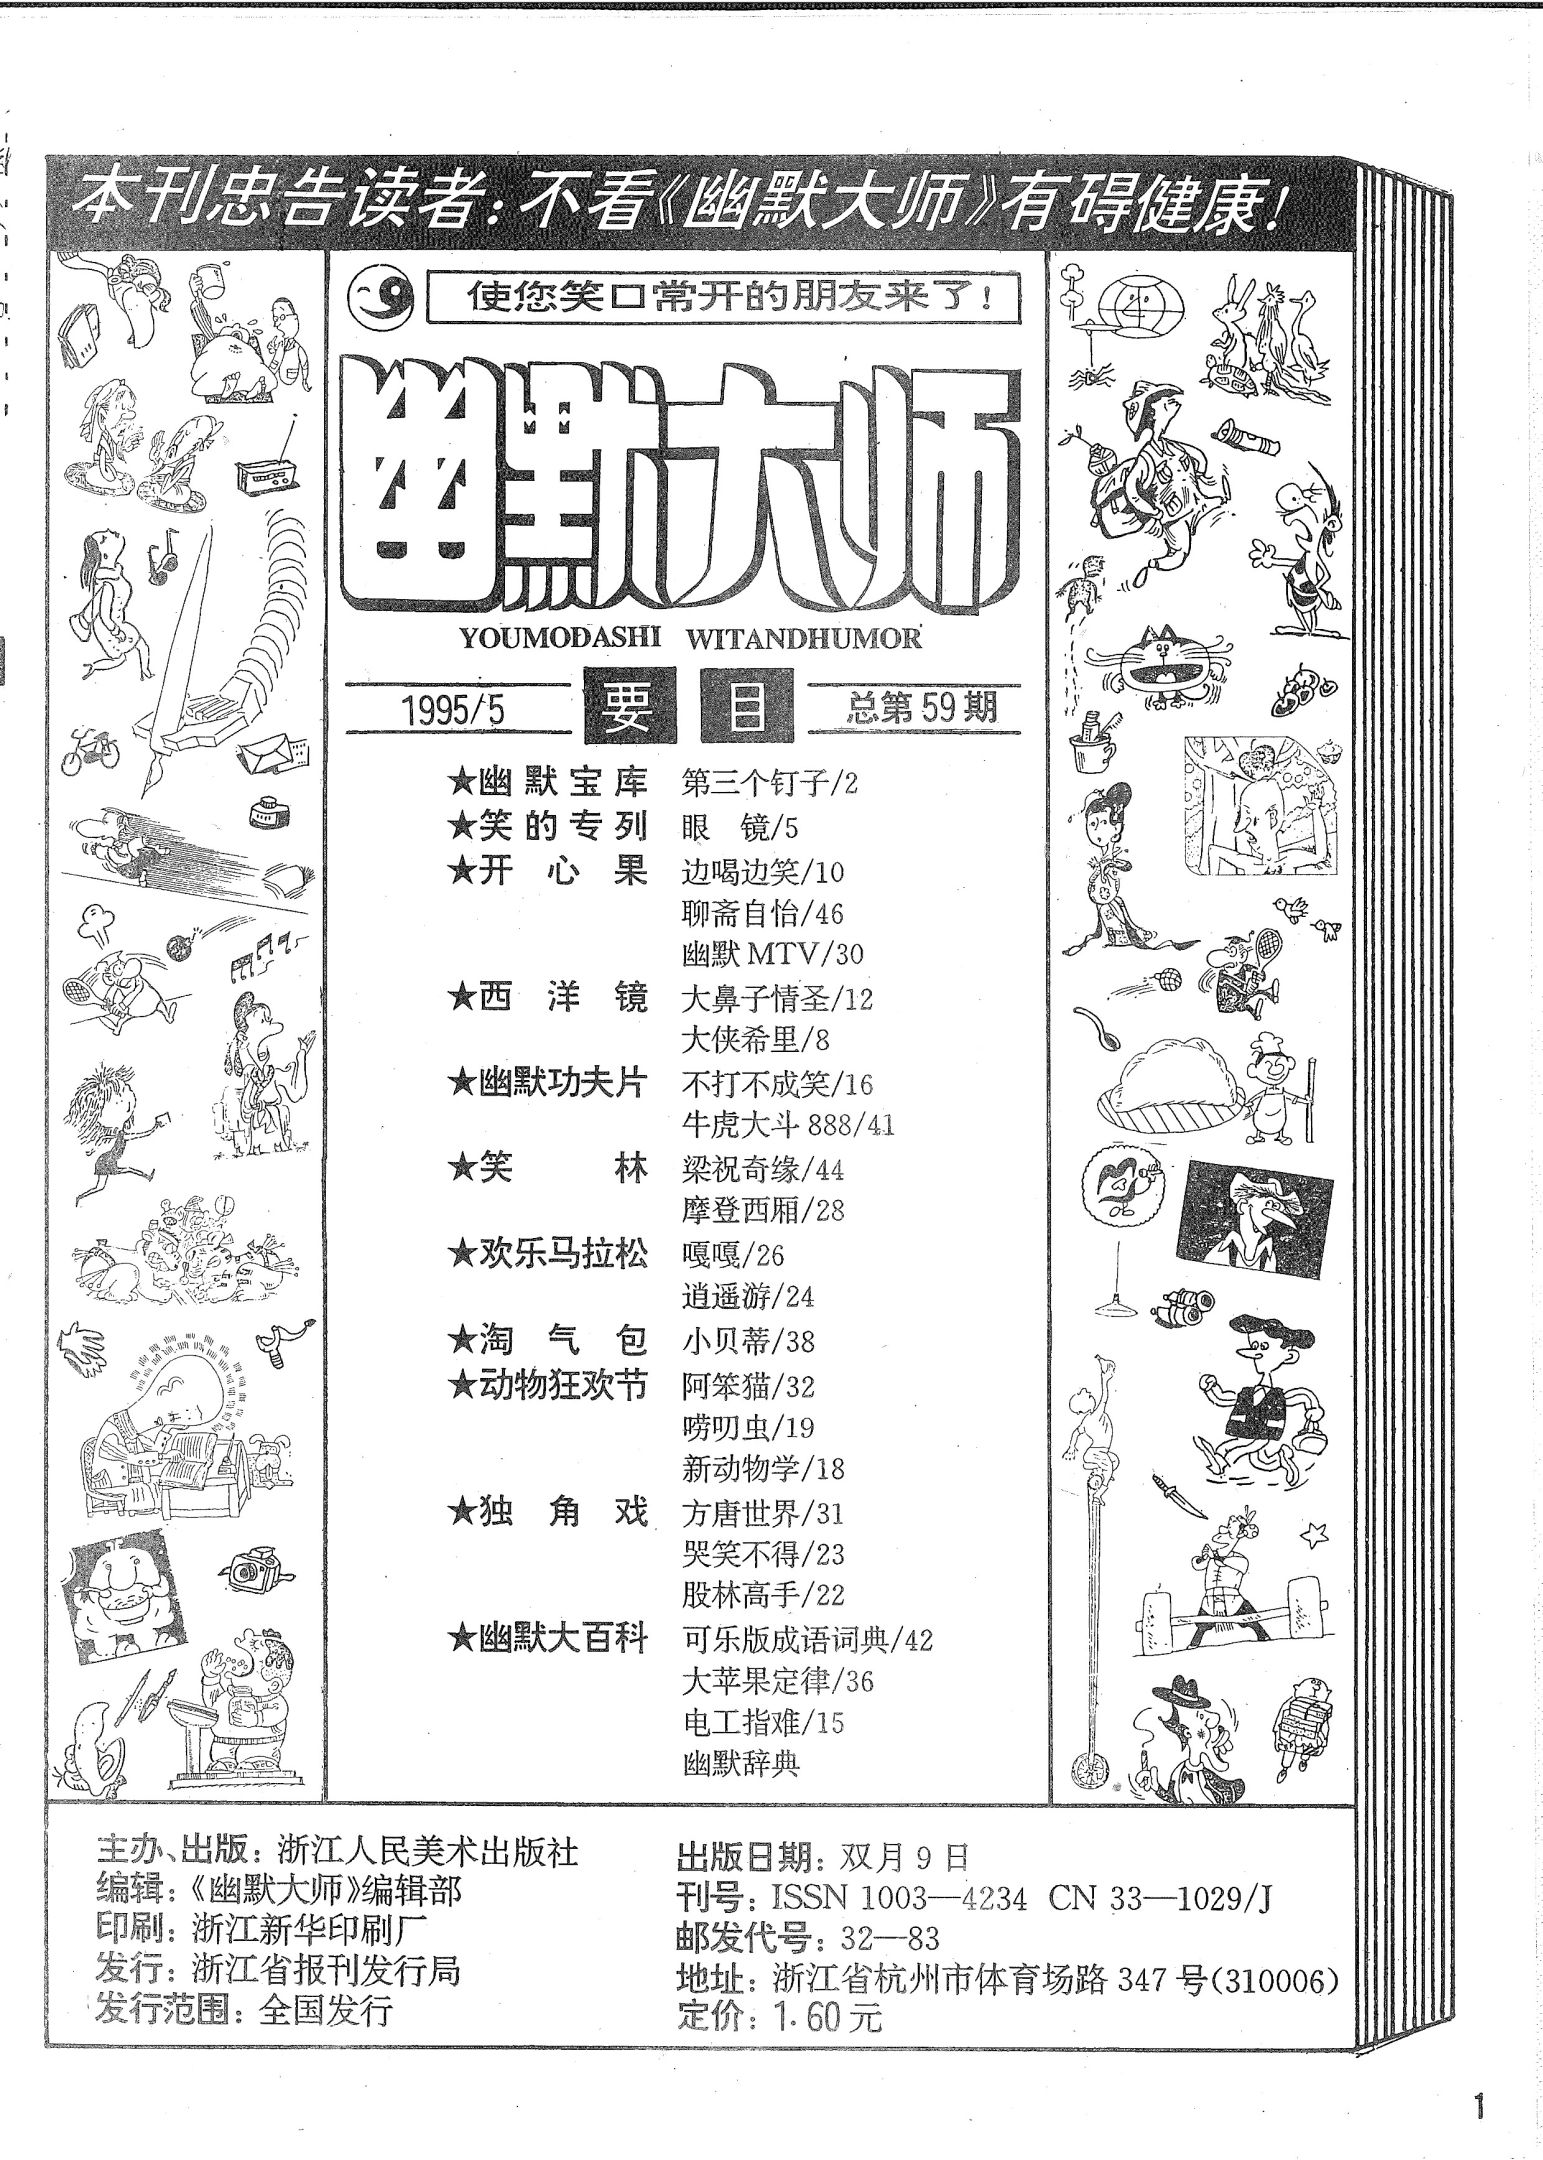 本刊忠告读者：不看《幽默大师》有碍健康！
使您笑口常开的朋友来了！
幽默大师
YOUMODASHI WITANDHUMOR
1995/5 要目 总第59期
★幽默宝库 第三个钉子/2
★笑的专列 眼 镜/5
★开心果 边喝边笑/10
聊斋自怡/46
幽默MTV/30
★西洋镜 大鼻子情圣/12
大侠希里/8
★幽默功夫片 不打不成笑/16
牛虎大斗888/41
★笑林 梁祝奇缘/44
摩登西厢/28
★欢乐马拉松 嘎嘎/26
逍遥游/24
★淘气包 小贝蒂/38
★动物狂欢节 阿笨猫/32
唠叨虫/19
新动物学/18
★独角戏 方唐世界/31
哭笑不得/23
股林高手/22
★幽默大百科 可乐版成语词典/42
大苹果定律/36
电工指难/15
幽默辞典
主办、出版：浙江人民美术出版社
编辑：《幽默大师》编辑部
印刷：浙江新华印刷厂
发行：浙江省报刊发行局
发行范围：全国发行
出版日期：双月9日
刊号：ISSN 1003—4234 CN 33—1029/J
邮发代号：32—83
地址：浙江省杭州市体育场路347号(310006)
定价：1.60元
1